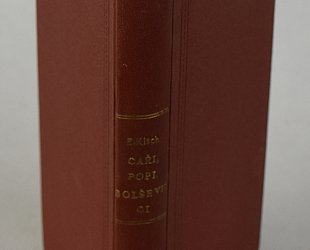 E. Kisch
CAŘI,
POPI,
BOLŠEVI
CI